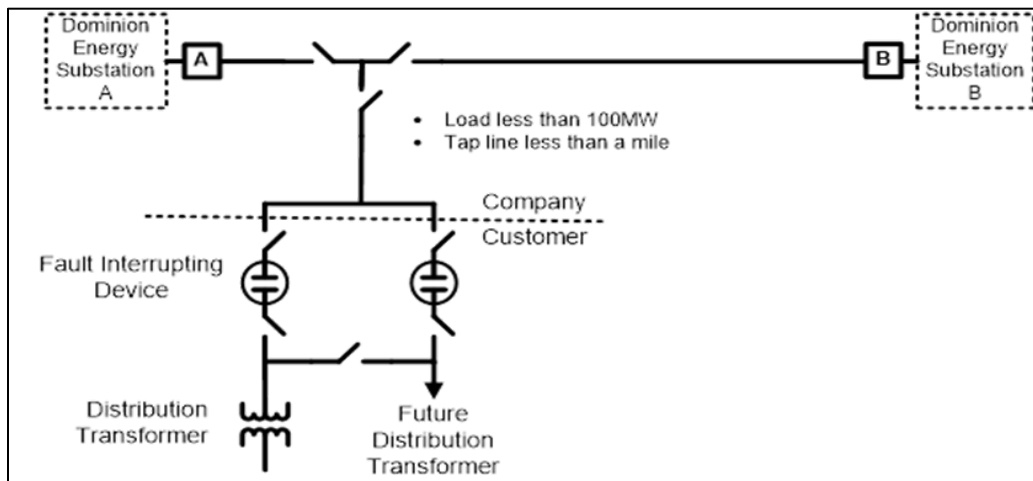 Dominion
Energy
Substation
A
A
B
Dominion
Energy
Substation
B
• Load less than 100MW
• Tap line less than a mile
Company
Customer
Fault Interrupting
Device
Distribution
Transformer
Future
Distribution
Transformer